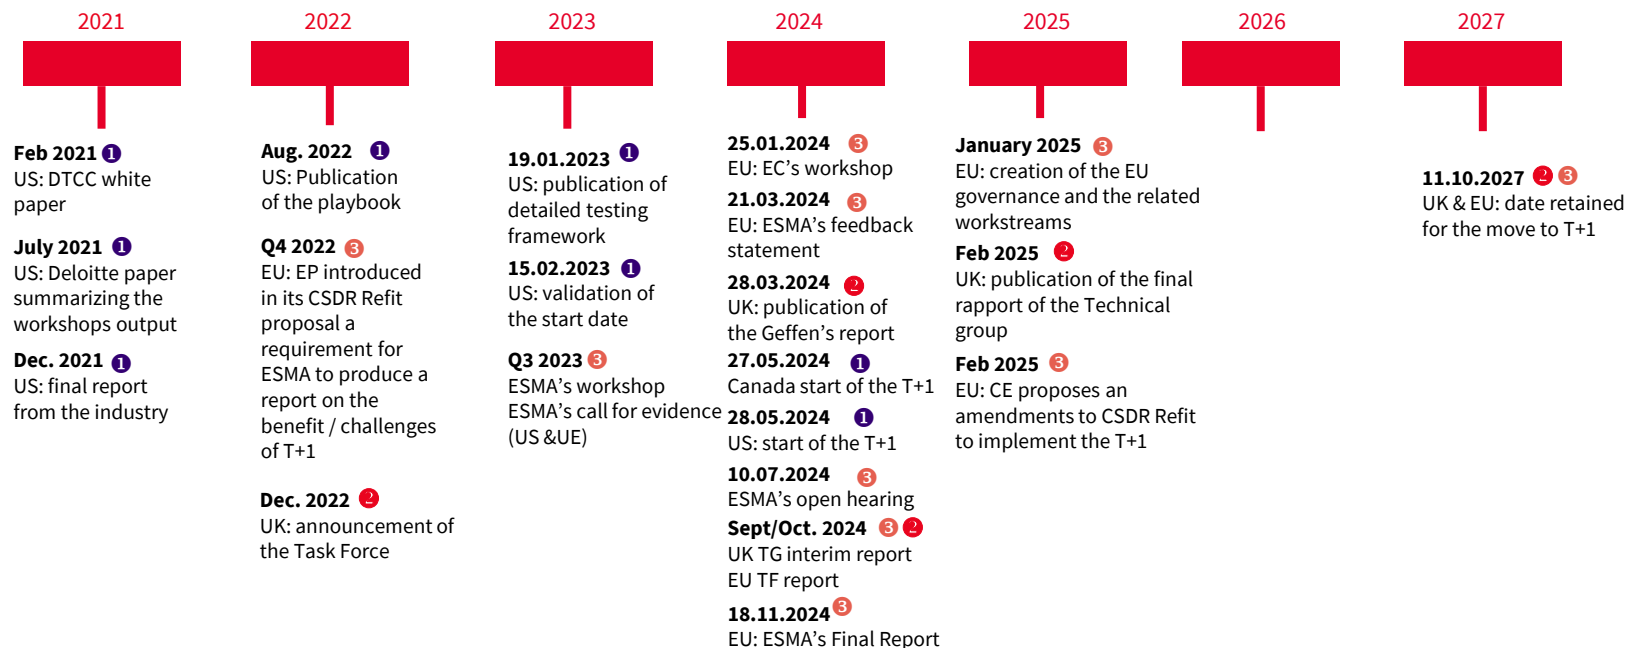 2021
2022
2023
2024
2025
2026
2027
Feb 2021 1
US: DTCC white
paper
July 2021 1
US: Deloitte paper
summarizing the
workshops output
Dec. 2021 1
US: final report
from the industry
Aug. 2022 1
US: Publication
of the playbook
Q4 2022 3
EU: EP introduced
in its CSDR Refit
proposal a
requirement for
ESMA to produce a
report on the
benefit / challenges
of T+1
Dec. 2022 2
UK: announcement of
the Task Force
19.01.2023 1
US: publication of
detailed testing
framework
15.02.2023 1
US: validation of
the start date
Q3 2023 3
ESMA’s workshop
ESMA’s call for evidence
(US &UE)
25.01.2024 3
EU: EC’s workshop
21.03.2024 3
EU: ESMA’s feedback
statement
28.03.2024 2
UK: publication of
the Geffen’s report
27.05.2024 1
Canada start of the T+1
28.05.2024 1
US: start of the T+1
10.07.2024 3
ESMA’s open hearing
Sept/Oct. 2024 3 2
UK TG interim report
EU TF report
18.11.2024 3
EU: ESMA’s Final Report
January 2025 3
EU: creation of the EU
governance and the related
workstreams
Feb 2025 2
UK: publication of the final
rapport of the Technical
group
Feb 2025 3
EU: CE proposes an
amendments to CSDR Refit
to implement the T+1
11.10.2027 2 3
UK & EU: date retained
for the move to T+1